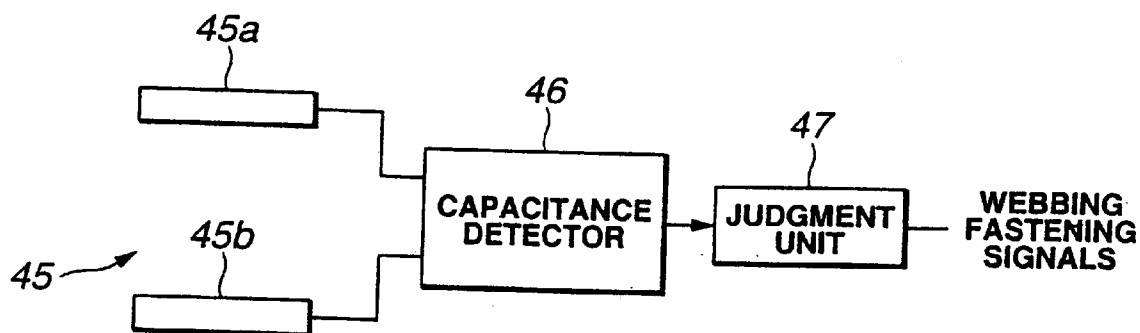 45a
46
47
CAPACITANCE
DETECTOR
JUDGMENT
UNIT
WEBBING
FASTENING
SIGNALS
45b
45